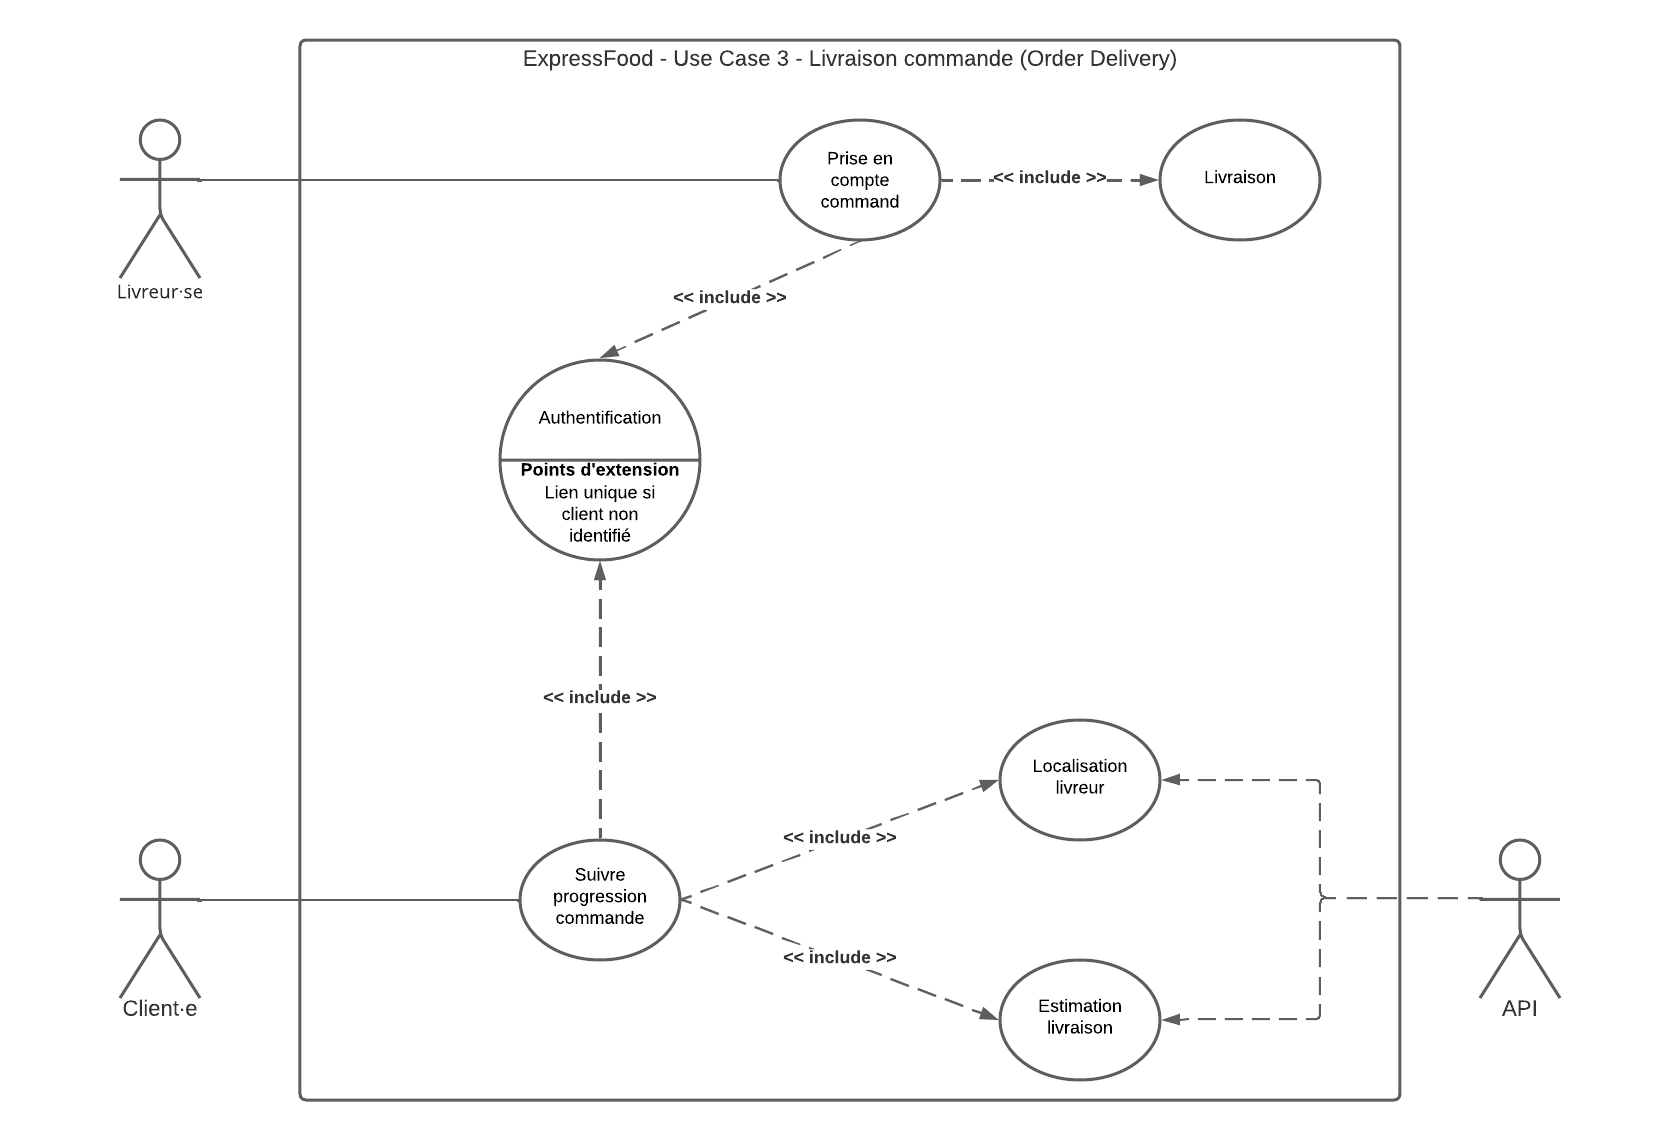 ExpressFood - Use Case 3 - Livraison commande (Order Delivery)
Livreur·se
Prise en
compte
command
<< include >>
Livraison
<< include >>
Authentification
Points d'extension
Lien unique si
client non
identifié
<< include >>
Client·e
Suivre
progression
commande
<< include >>
Localisation
livreur
<< include >>
Estimation
livraison
API